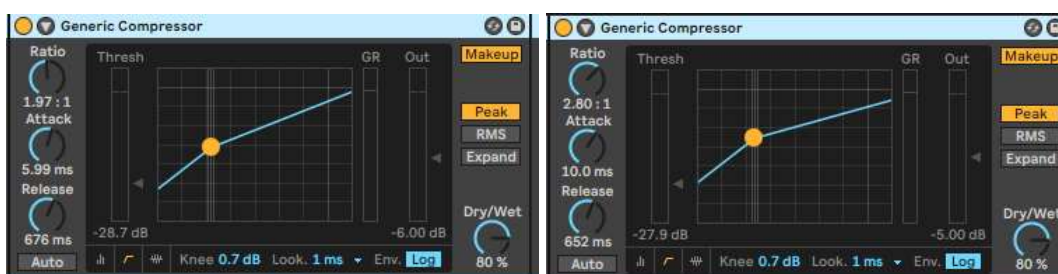 Generic Compressor
Ratio
1.97 : 1
Attack
5.99 ms
Release
676 ms
Auto
Thresh
GR
Out
-28.7 dB
-6.00 dB
Knee 0.7 dB Look. 1 ms Env. Log
Makeup
Peak
RMS
Expand
Dry/Wet
80 %
Generic Compressor
Ratio
2.80 : 1
Attack
10.0 ms
Release
652 ms
Auto
Thresh
GR
Out
-27.9 dB
-5.00 dB
Knee 0.7 dB Look. 1 ms Env. Log
Makeup
Peak
RMS
Expand
Dry/Wet
80 %